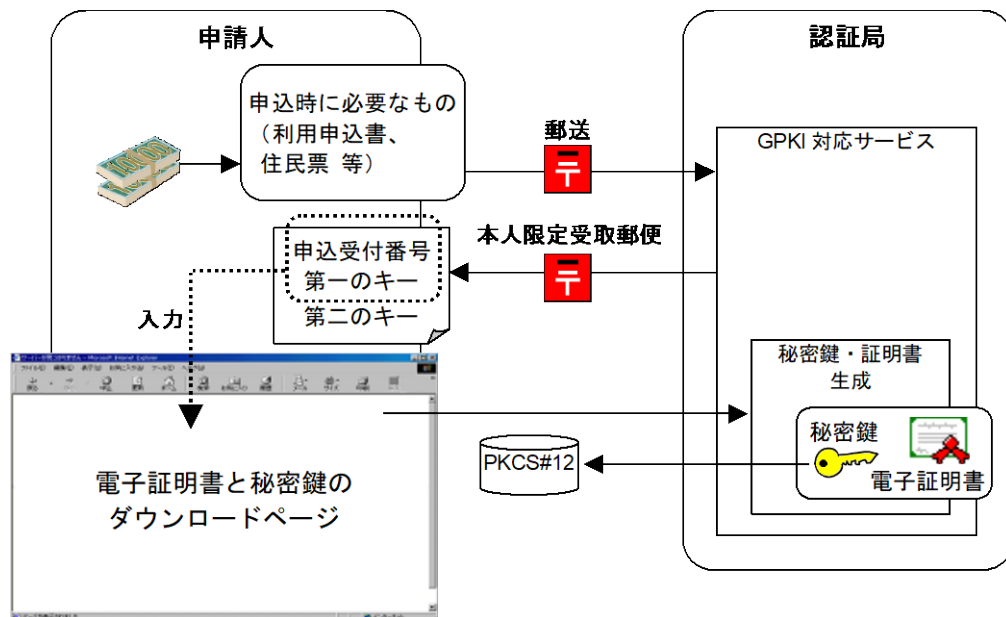 申請人
認証局
申込時に必要なもの
(利用申込書、
住民票 等)
郵送
GPKI 対応サービス
本人限定受取郵便
申込受付番号
第一のキー
第二のキー
入力
秘密鍵・証明書
生成
秘密鍵
電子証明書
PKCS#12
電子証明書と秘密鍵の
ダウンロードページ